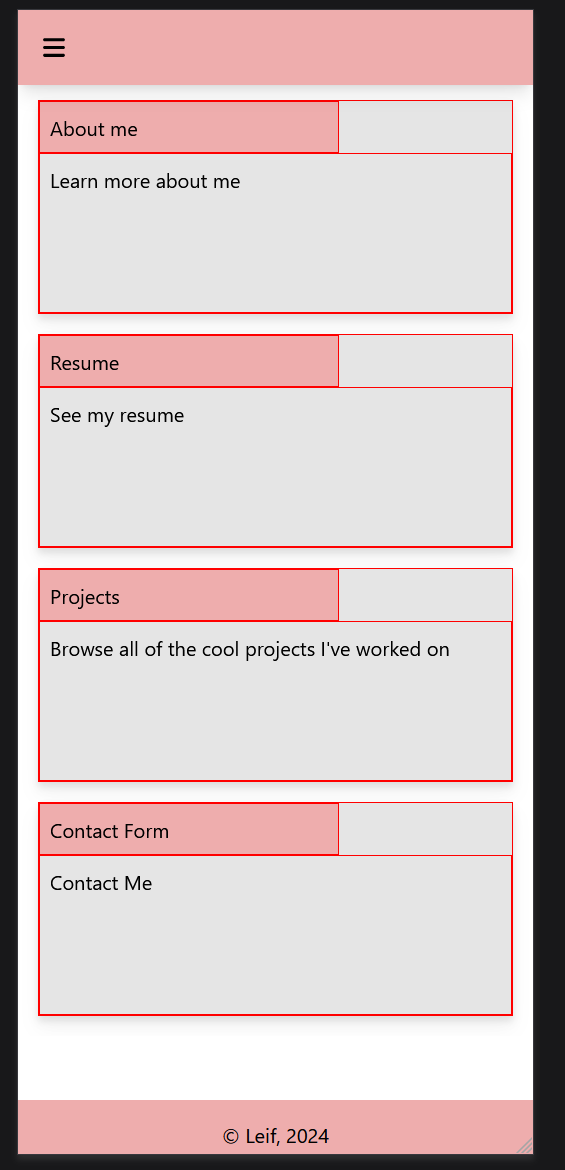 About me
Learn more about me
Resume
See my resume
Projects
Browse all of the cool projects I've worked on
Contact Form
Contact Me
© Leif, 2024